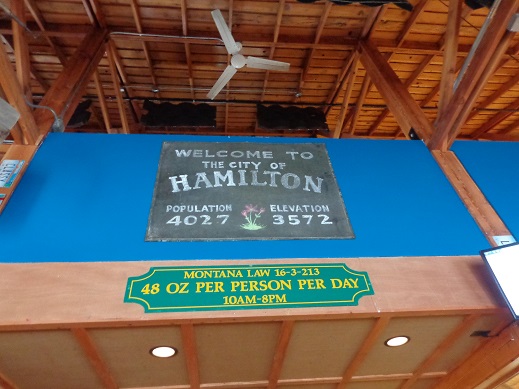 WELCOME TO
THE CITY OF
HAMILTON
POPULATION ELEVATION
4027 3572
MONTANA LAW 16-3-213
48 OZ PER PERSON PER DAY
10AM-8PM